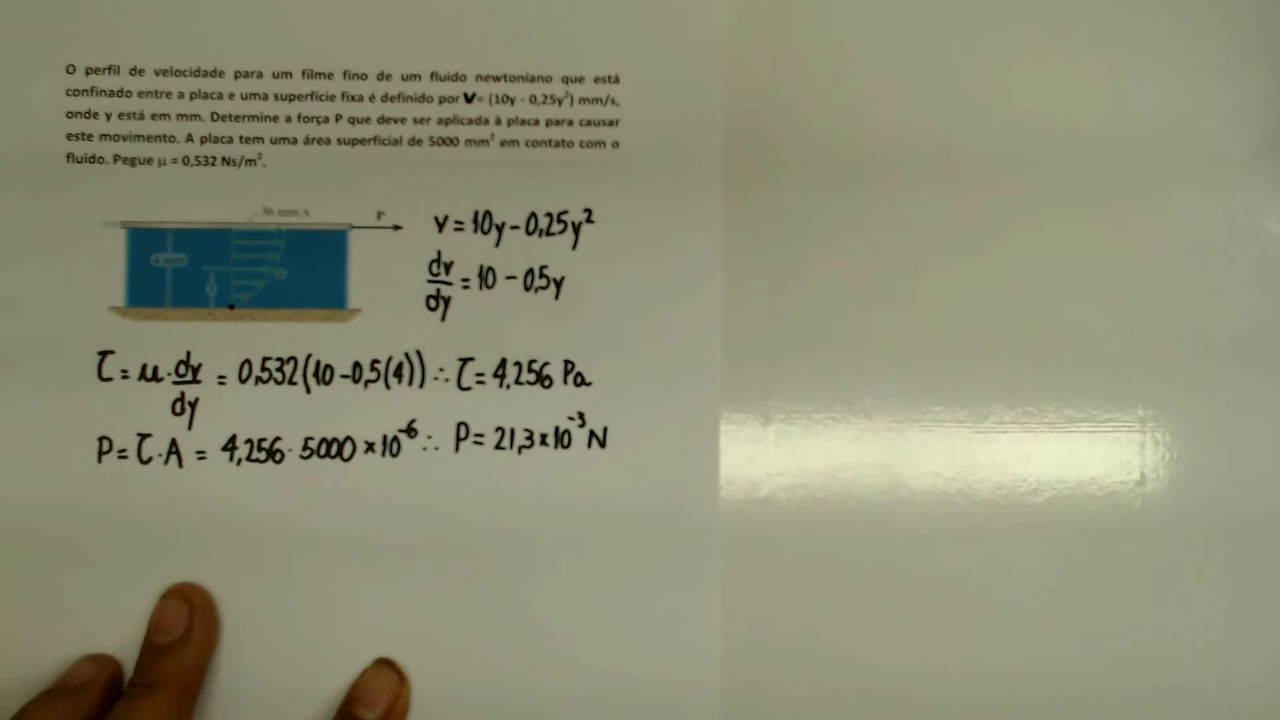 O perfil de velocidade para um filme fino de um fluido newtoniano que está
confinado entre a placa e uma superfície fixa é definido por V= (10y - 0,25y²) mm/s,
onde y está em mm. Determine a força P que deve ser aplicada à placa para causar
este movimento. A placa tem uma área superficial de 5000 mm² em contato com o
fluido. Pegue μ = 0,532 Ns/m².
36 mm/s P
4 mm
v = 10y - 0,25y²
dv/dy = 10 - 0,5y
τ = μ · dv/dy = 0,532(10 - 0,5(4)) ∴ τ = 4,256 Pa
P = τ · A = 4,256 · 5000 × 10⁻⁶ ∴ P = 21,3 × 10⁻³ N